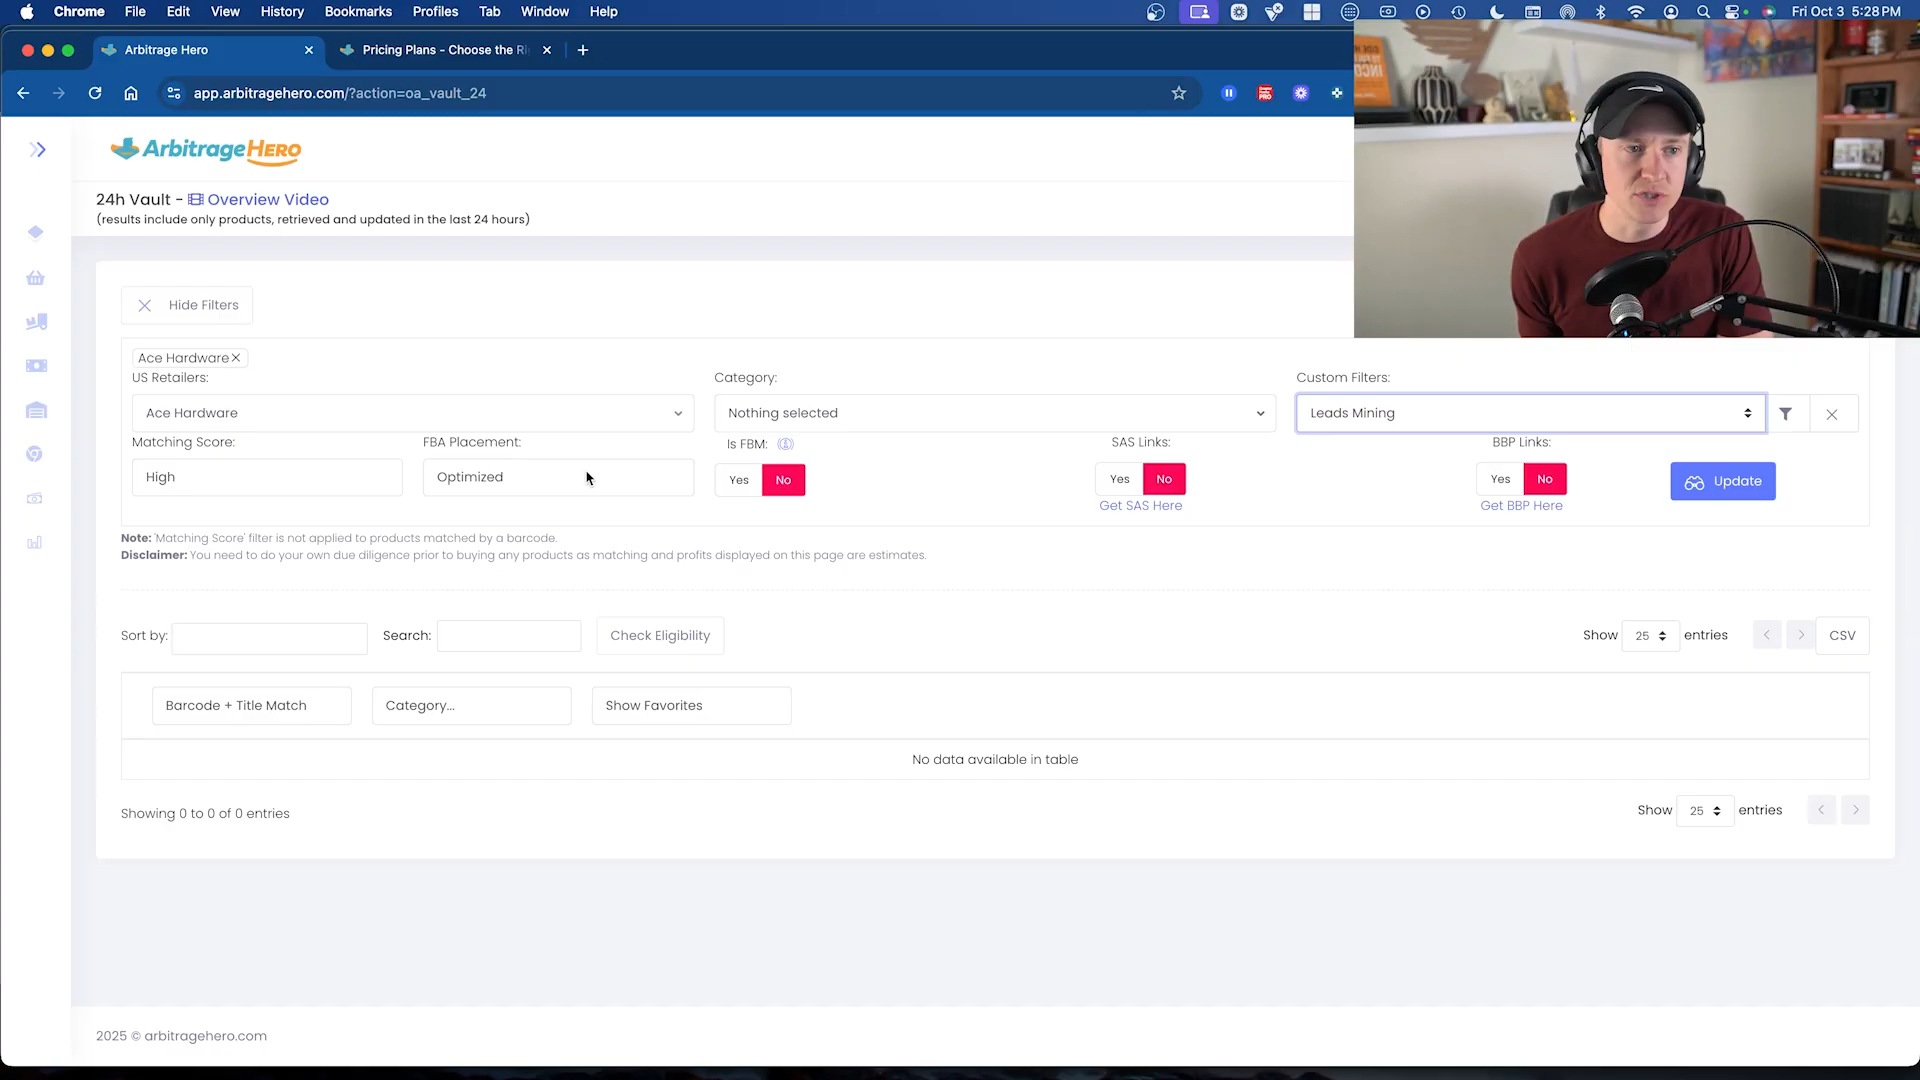 Chrome File Edit View History Bookmarks Profiles Tab Window Help Fri Oct 3 5:28 PM
Arbitrage Hero Pricing Plans - Choose the Ri
app.arbitragehero.com/?action=oa_vault_24
ArbitrageHERO
24h Vault - Overview Video
(results include only products, retrieved and updated in the last 24 hours)
Hide Filters
Ace Hardware
US Retailers: Category: Custom Filters:
Ace Hardware Nothing selected Leads Mining
Matching Score: FBA Placement: Is FBM: SAS Links: BBP Links:
High Optimized Yes No Yes No Yes No Update
Get SAS Here Get BBP Here
Note: 'Matching Score' filter is not applied to products matched by a barcode.
Disclaimer: You need to do your own due diligence prior to buying any products as matching and profits displayed on this page are estimates.
Sort by: Search: Check Eligibility Show 25 entries CSV
Barcode + Title Match Category... Show Favorites
No data available in table
Showing 0 to 0 of 0 entries Show 25 entries
2025 © arbitragehero.com